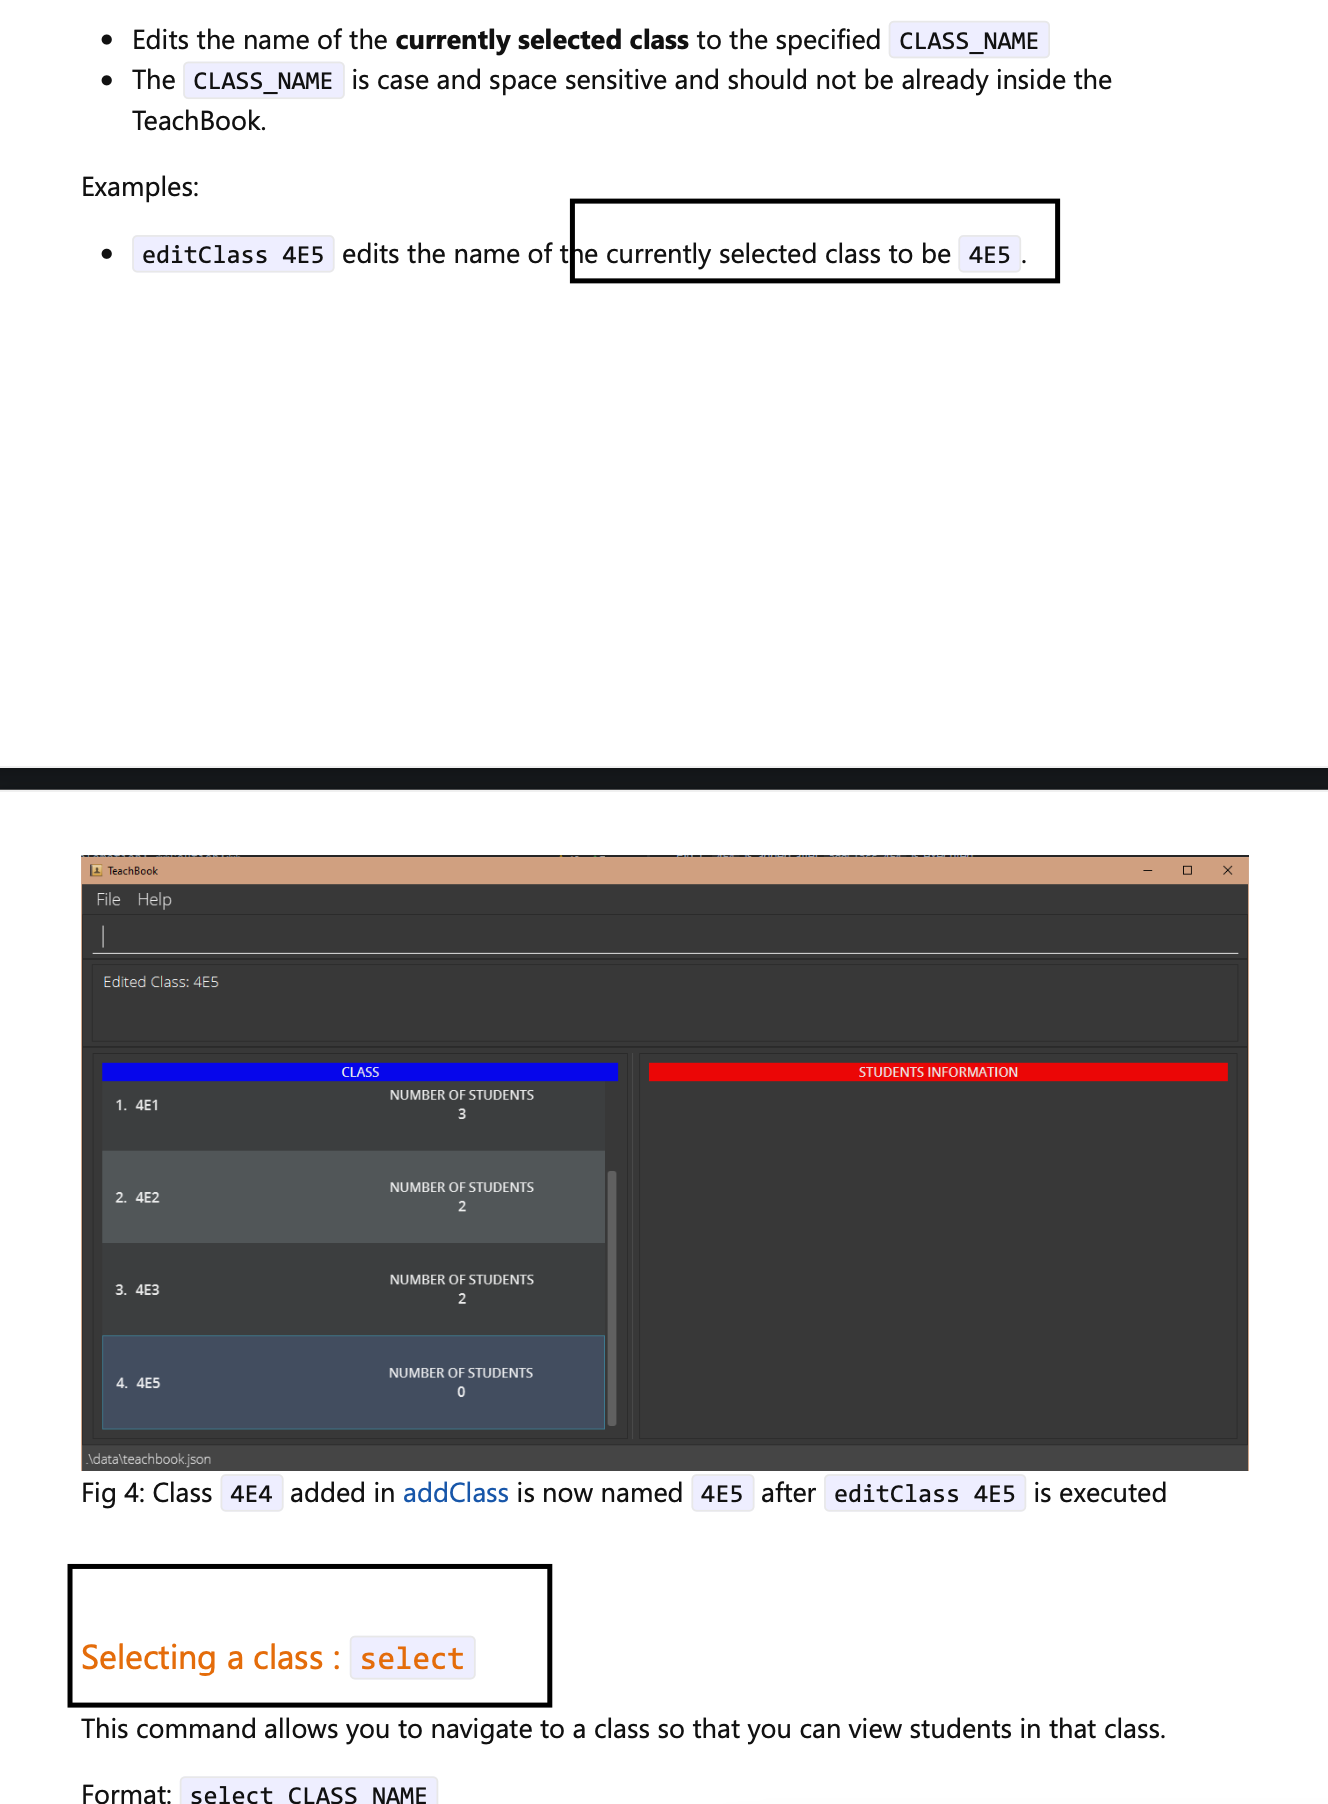 Edits the name of the currently selected class to the specified CLASS_NAME
The CLASS_NAME is case and space sensitive and should not be already inside the
TeachBook.
Examples:
editClass 4E5 edits the name of the currently selected class to be 4E5.
TeachBook
File Help
Edited Class: 4E5
CLASS
STUDENTS INFORMATION
1. 4E1
NUMBER OF STUDENTS
3
2. 4E2
NUMBER OF STUDENTS
2
3. 4E3
NUMBER OF STUDENTS
2
4. 4E5
NUMBER OF STUDENTS
0
.\data\teachbook.json
Fig 4: Class 4E4 added in addClass is now named 4E5 after editClass 4E5 is executed
Selecting a class : select
This command allows you to navigate to a class so that you can view students in that class.
Format: select CLASS_NAME